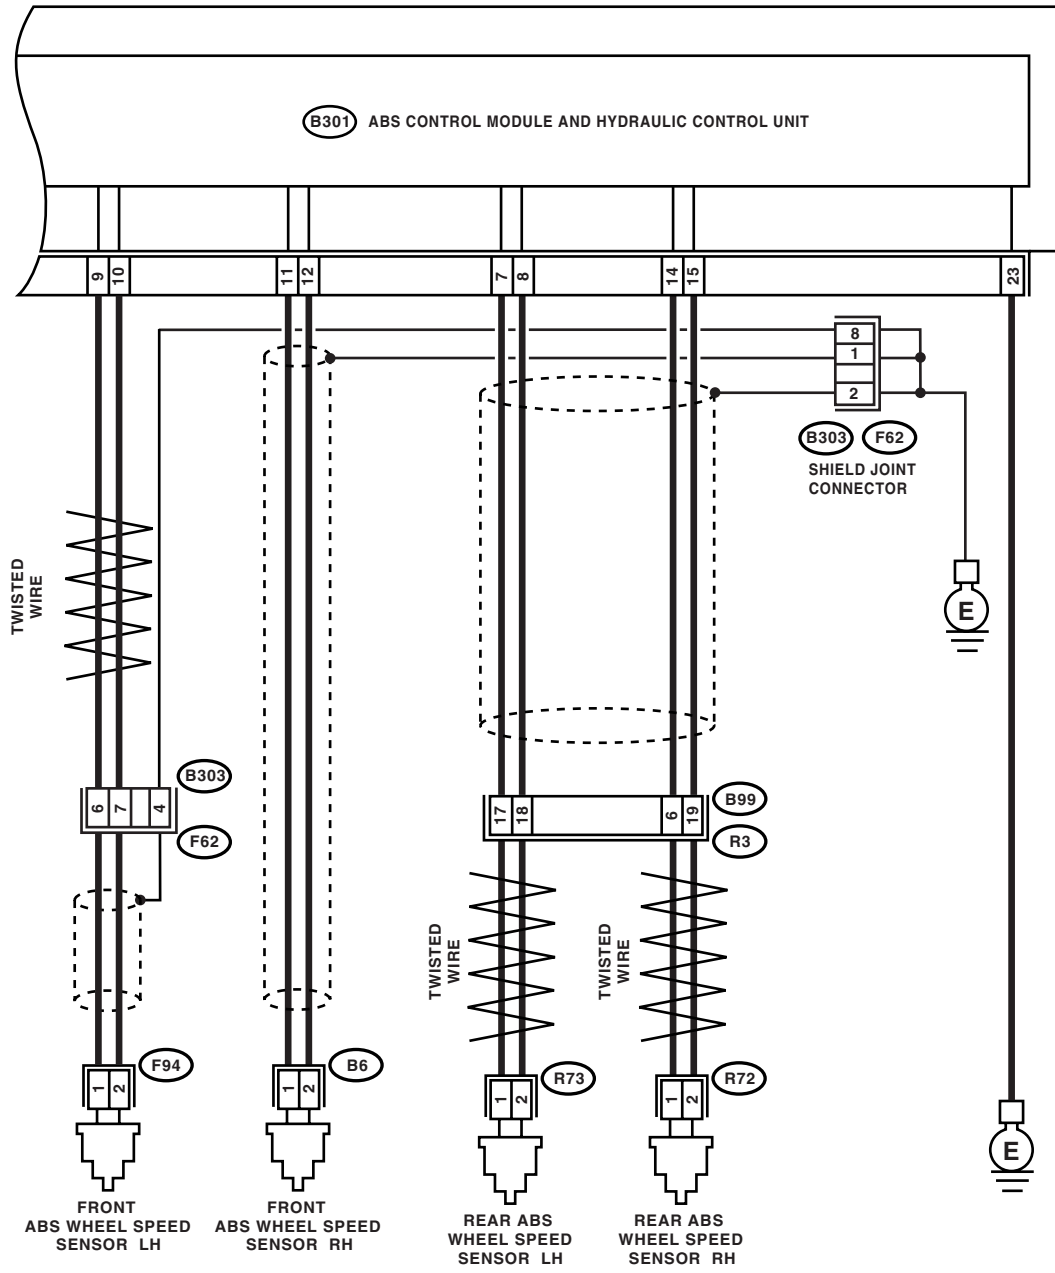 B301 ABS CONTROL MODULE AND HYDRAULIC CONTROL UNIT
9 10 11 12 7 8 14 15 23
8
1
2
B303 F62
SHIELD JOINT
CONNECTOR
TWISTED
WIRE
E
B303
6 7 4
F62
B99
17 18 6 19
R3
TWISTED
WIRE
TWISTED
WIRE
F94 B6 R73 R72
1 2 1 2 1 2 1 2
E
FRONT
ABS WHEEL SPEED
SENSOR LH
FRONT
ABS WHEEL SPEED
SENSOR RH
REAR ABS
WHEEL SPEED
SENSOR LH
REAR ABS
WHEEL SPEED
SENSOR RH